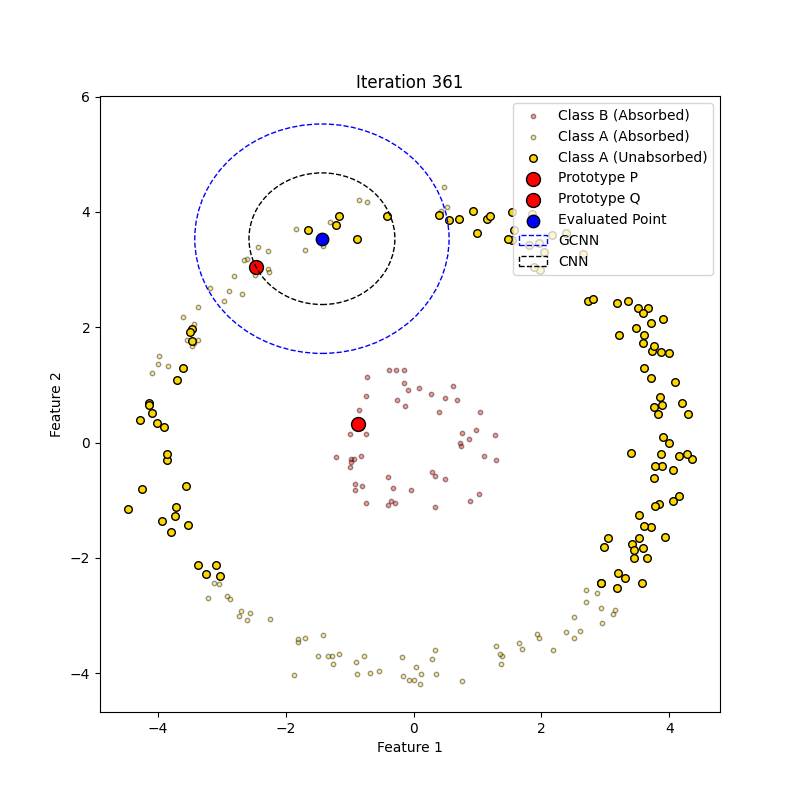 Iteration 361
Class B (Absorbed)
Class A (Absorbed)
Class A (Unabsorbed)
Prototype P
Prototype Q
Evaluated Point
GCNN
CNN
6
4
2
0
−2
−4
Feature 2
−4
−2
0
2
4
Feature 1